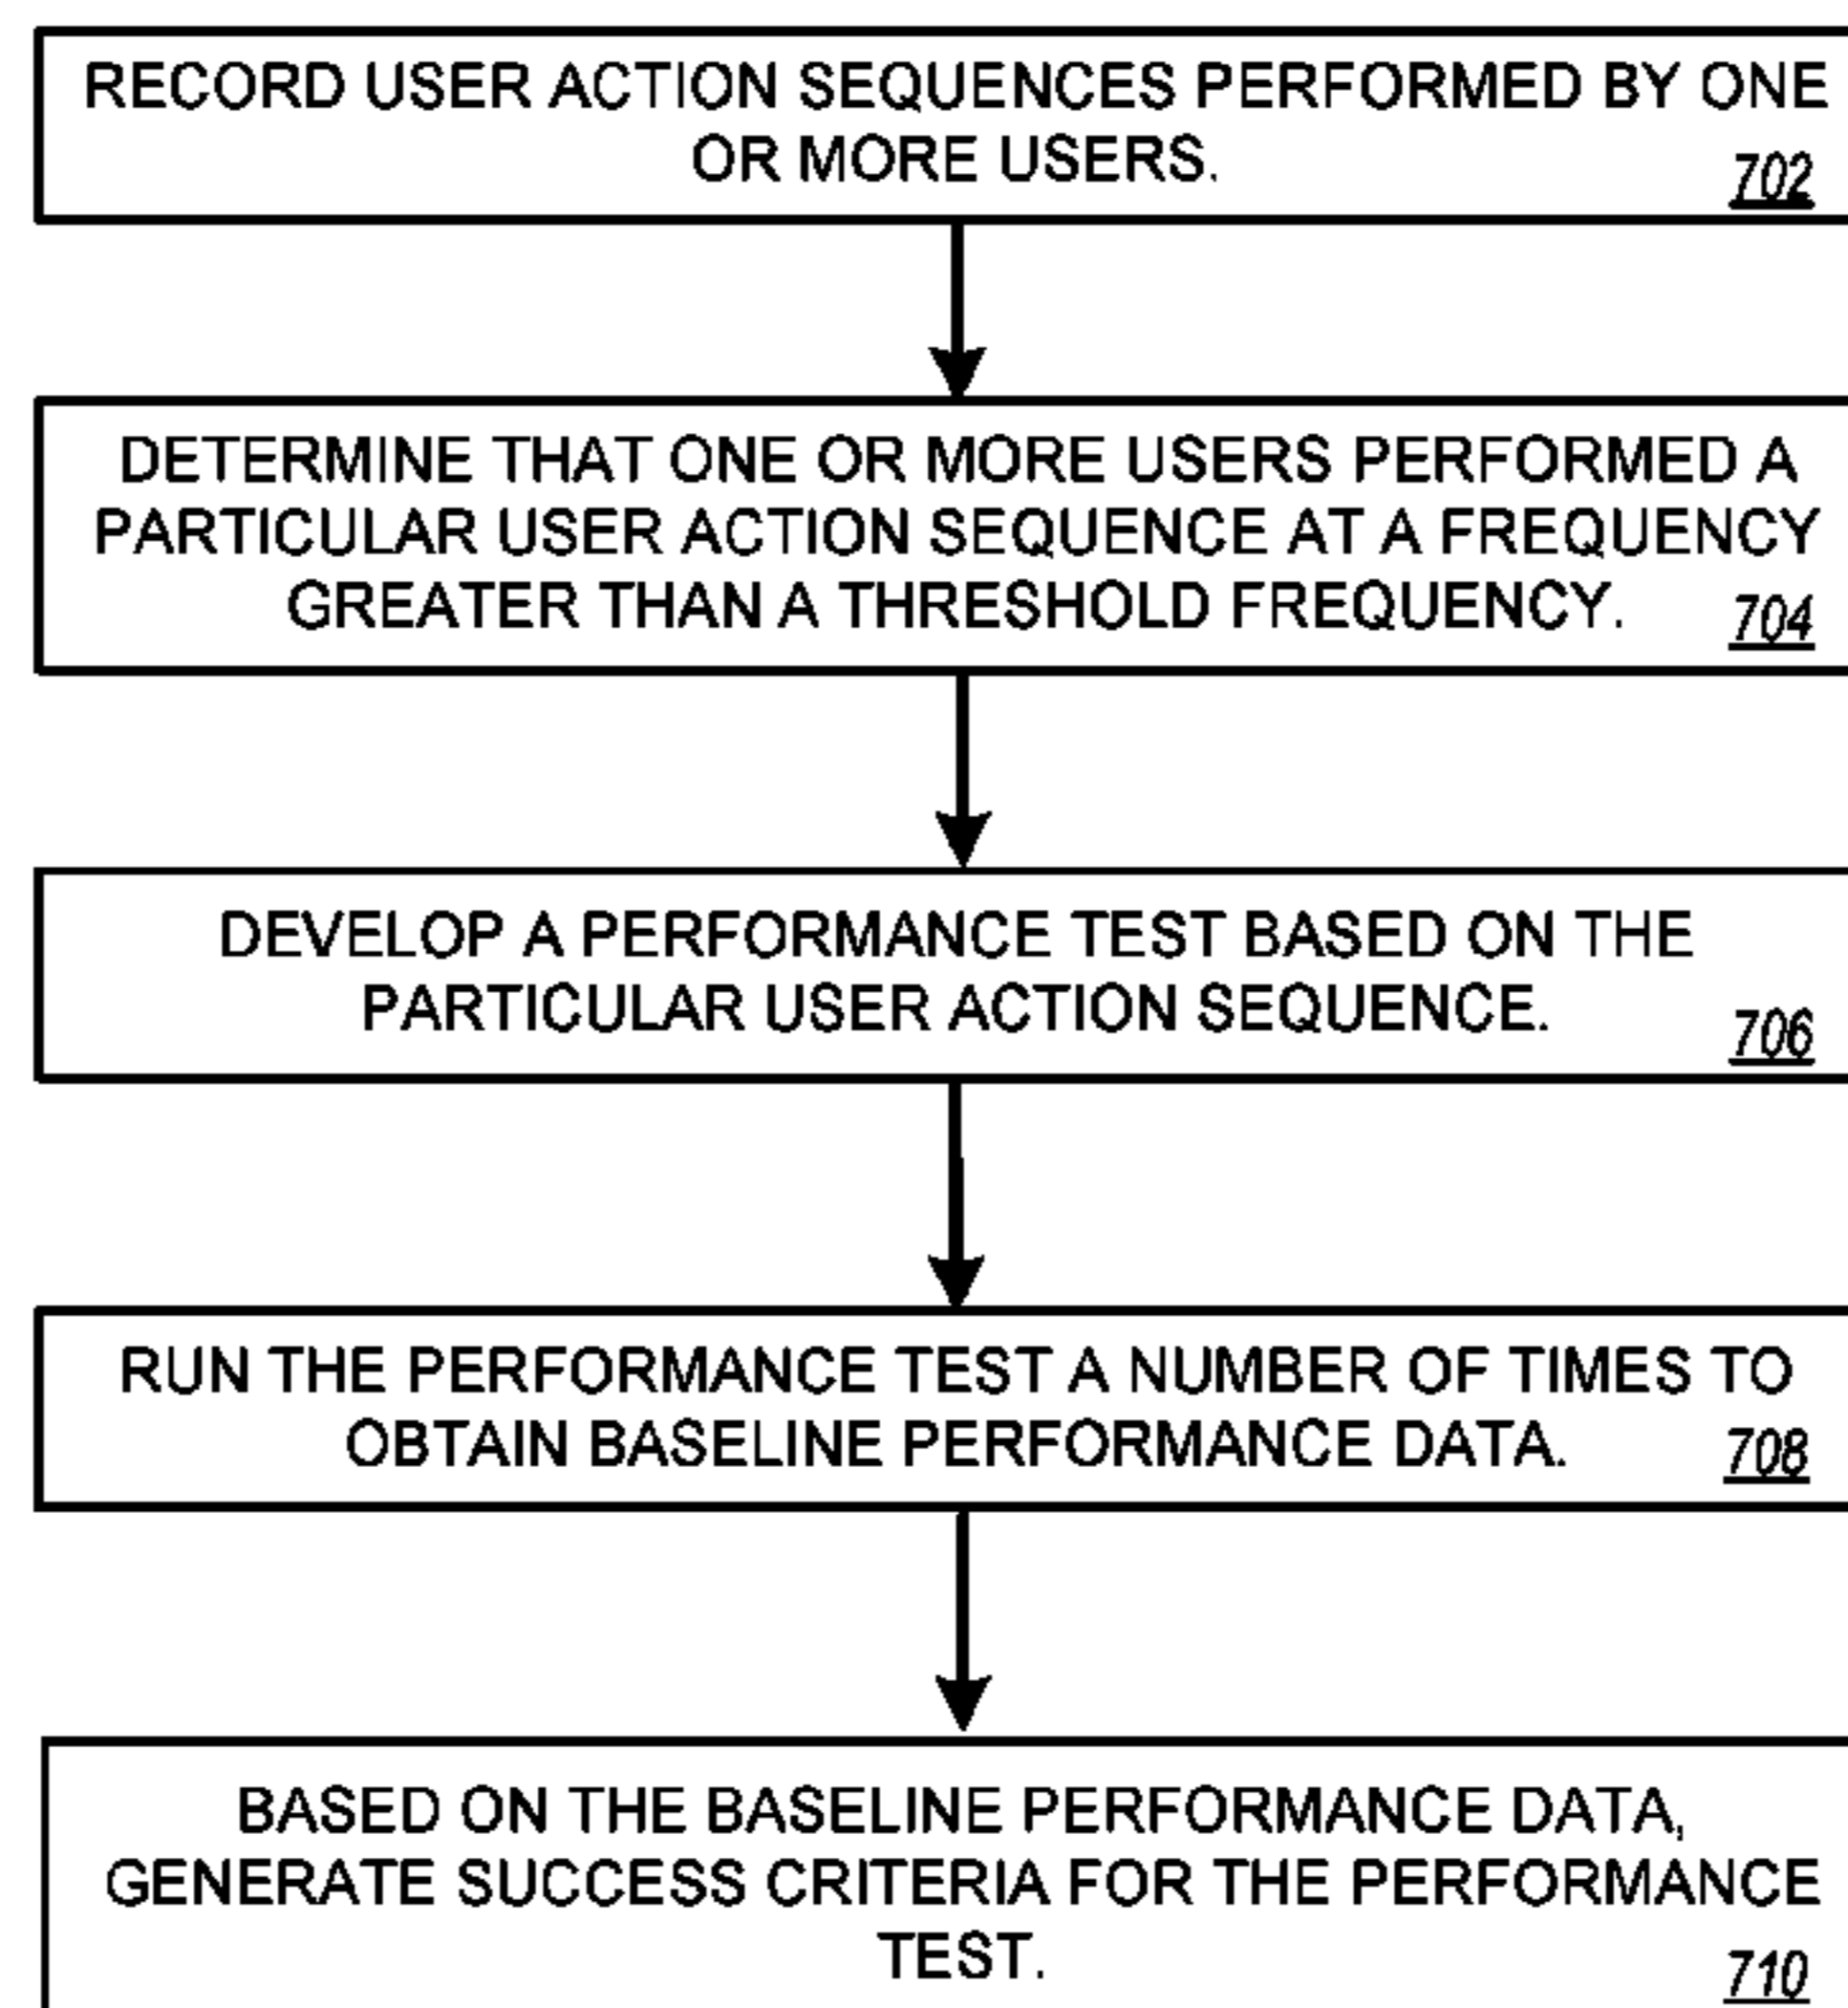 RECORD USER ACTION SEQUENCES PERFORMED BY ONE
OR MORE USERS.
702
DETERMINE THAT ONE OR MORE USERS PERFORMED A
PARTICULAR USER ACTION SEQUENCE AT A FREQUENCY
GREATER THAN A THRESHOLD FREQUENCY.
704
DEVELOP A PERFORMANCE TEST BASED ON THE
PARTICULAR USER ACTION SEQUENCE.
706
RUN THE PERFORMANCE TEST A NUMBER OF TIMES TO
OBTAIN BASELINE PERFORMANCE DATA.
708
BASED ON THE BASELINE PERFORMANCE DATA,
GENERATE SUCCESS CRITERIA FOR THE PERFORMANCE
TEST.
710